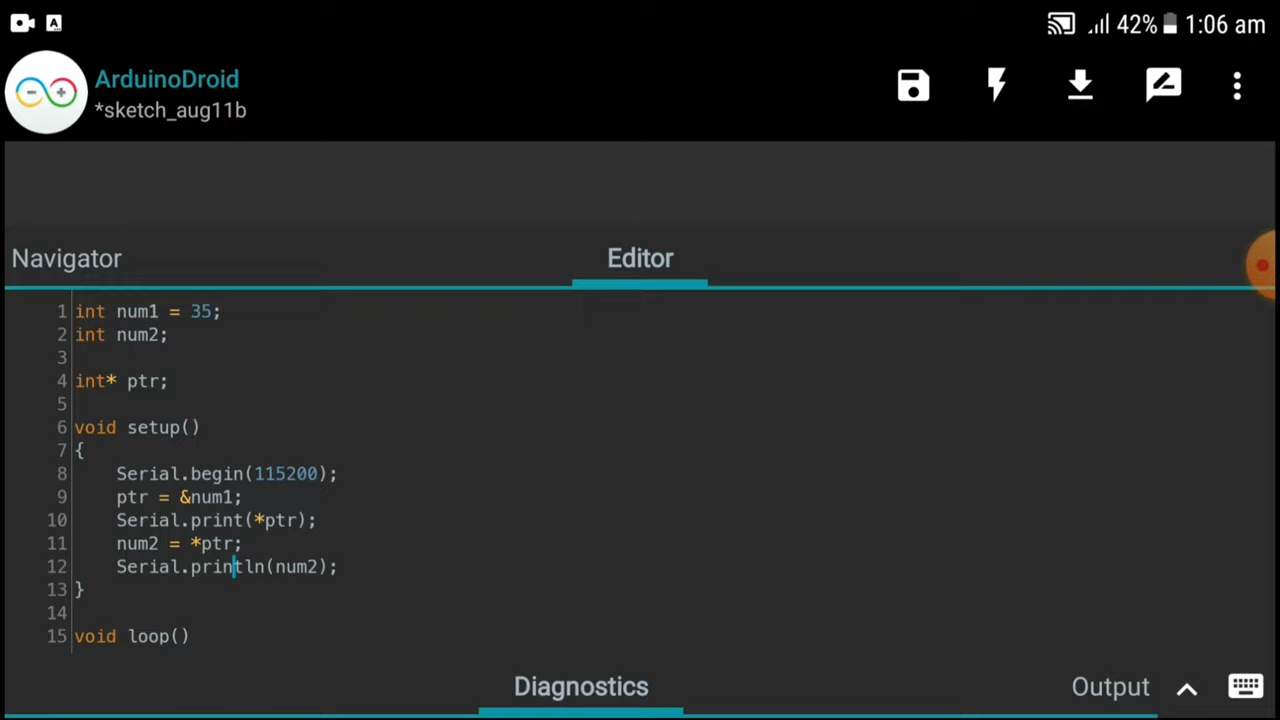 42% 1:06 am
ArduinoDroid
*sketch_aug11b
Navigator Editor
1 int num1 = 35;
2 int num2;
3
4 int* ptr;
5
6 void setup()
7 {
8 Serial.begin(115200);
9 ptr = &num1;
10 Serial.print(*ptr);
11 num2 = *ptr;
12 Serial.println(num2);
13 }
14
15 void loop()
Diagnostics Output